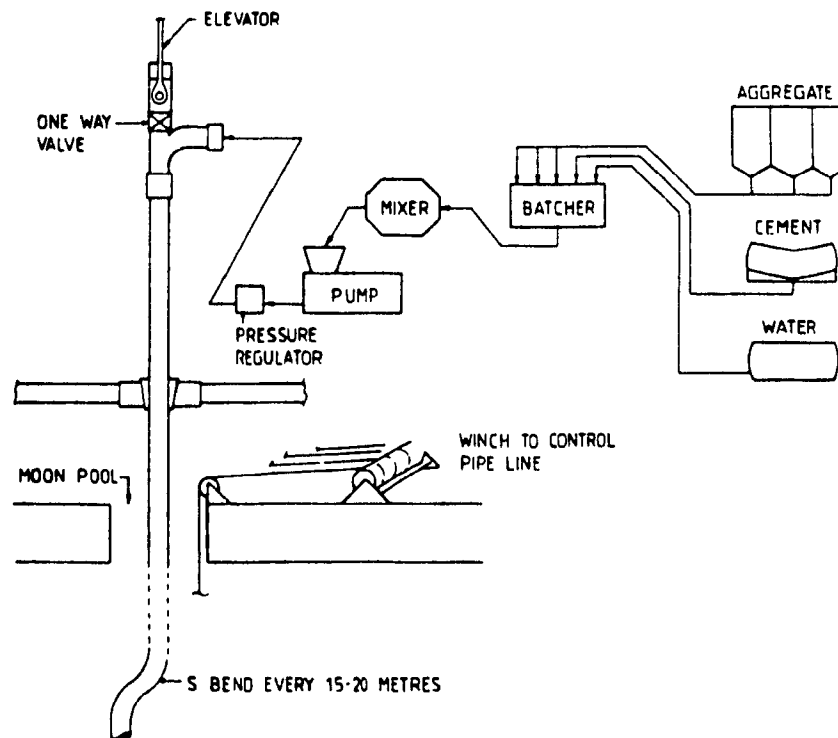 ELEVATOR
AGGREGATE
ONE WAY
VALVE
MIXER
BATCHER
CEMENT
PUMP
WATER
PRESSURE
REGULATOR
WINCH TO CONTROL
PIPE LINE
MOON POOL
S BEND EVERY 15-20 METRES